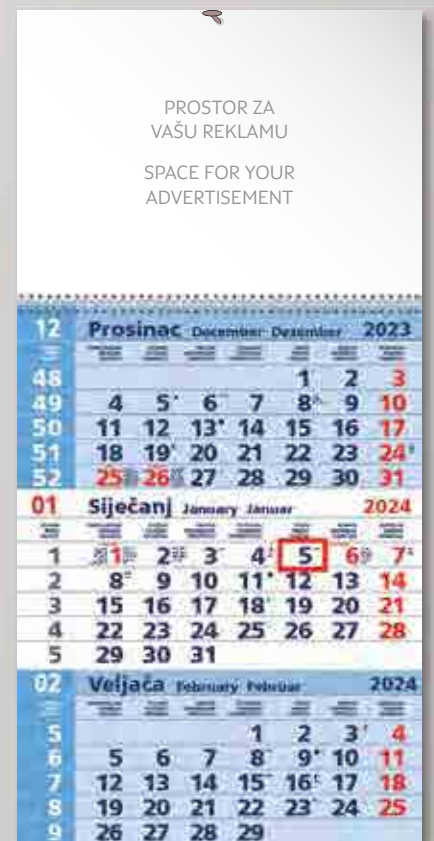 PROSTOR ZA
VAŠU REKLAMU
SPACE FOR YOUR
ADVERTISEMENT
12 Prosinac December Dezember 2023
48 1 2 3
49 4 5 6 7 8 9 10
50 11 12 13 14 15 16 17
51 18 19 20 21 22 23 24
52 25 26 27 28 29 30 31
01 Siječanj January Januar 2024
1 1 2 3 4 5 6 7
2 8 9 10 11 12 13 14
3 15 16 17 18 19 20 21
4 22 23 24 25 26 27 28
5 29 30 31
02 Veljača February Februar 2024
5 1 2 3 4
6 5 6 7 8 9 10 11
7 12 13 14 15 16 17 18
8 19 20 21 22 23 24 25
9 26 27 28 29